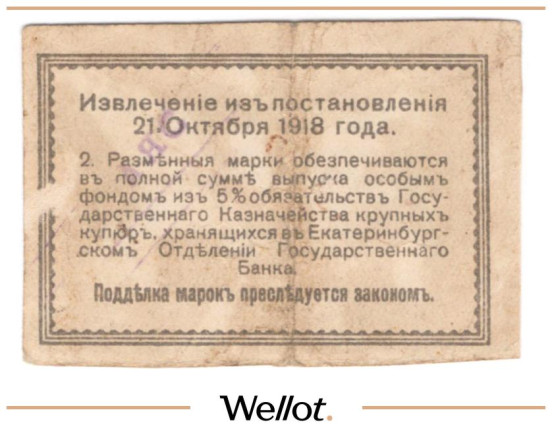 Извлеченіе изъ постановленія
21 Октября 1918 года.
2. Размѣнныя марки обезпечиваются
въ полной суммѣ выпуска особымъ
фондомъ изъ 5% обязательствъ Госу-
дарственнаго Казначейства крупныхъ
купюръ, хранящихся въ Екатеринбург-
скомъ Отдѣленіи Государственнаго
Банка.
Поддѣлка марокъ преслѣдуется закономъ.
Wellot.